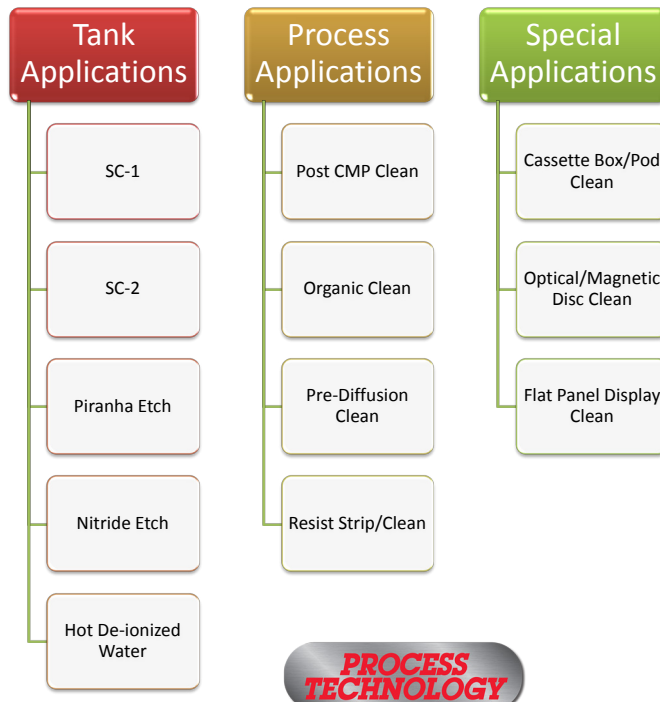 Tank
Applications
SC-1
SC-2
Piranha Etch
Nitride Etch
Hot De-ionized
Water
Process
Applications
Post CMP Clean
Organic Clean
Pre-Diffusion
Clean
Resist Strip/Clean
Special
Applications
Cassette Box/Pod
Clean
Optical/Magnetic
Disc Clean
Flat Panel Display
Clean
PROCESS
TECHNOLOGY